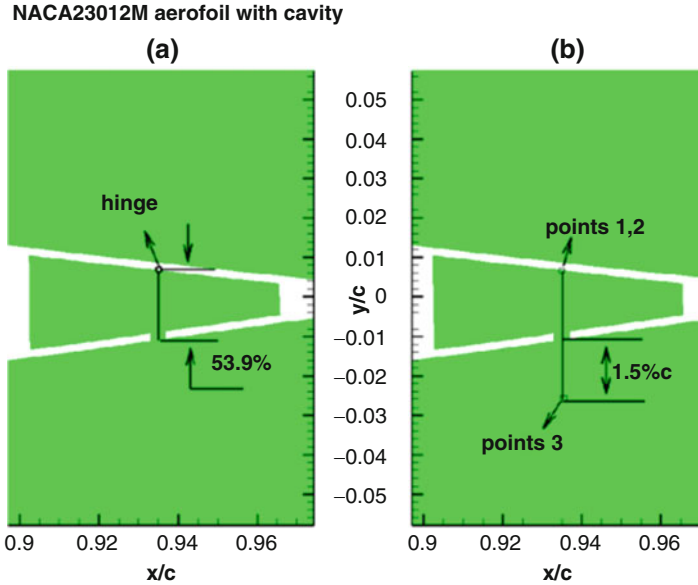 NACA23012M aerofoil with cavity
(a)
(b)
hinge
53.9%
0.05
0.04
0.03
0.02
0.01
0
−0.01
−0.02
−0.03
−0.04
−0.05
y/c
points 1,2
1.5%c
points 3
0.9 0.92 0.94 0.96
x/c
0.9 0.92 0.94 0.96
x/c